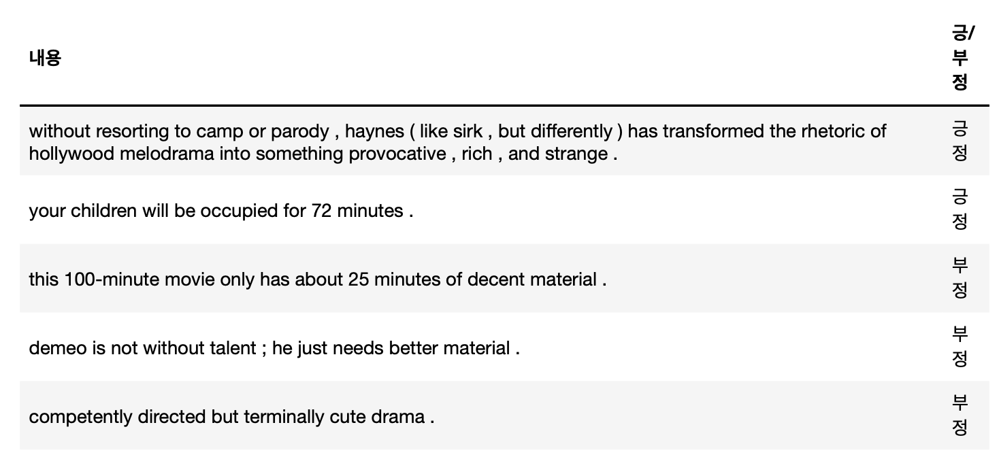 내용
긍/
부
정
without resorting to camp or parody , haynes ( like sirk , but differently ) has transformed the rhetoric of
hollywood melodrama into something provocative , rich , and strange .
긍
정
your children will be occupied for 72 minutes .
긍
정
this 100-minute movie only has about 25 minutes of decent material .
부
정
demeo is not without talent ; he just needs better material .
부
정
competently directed but terminally cute drama .
부
정